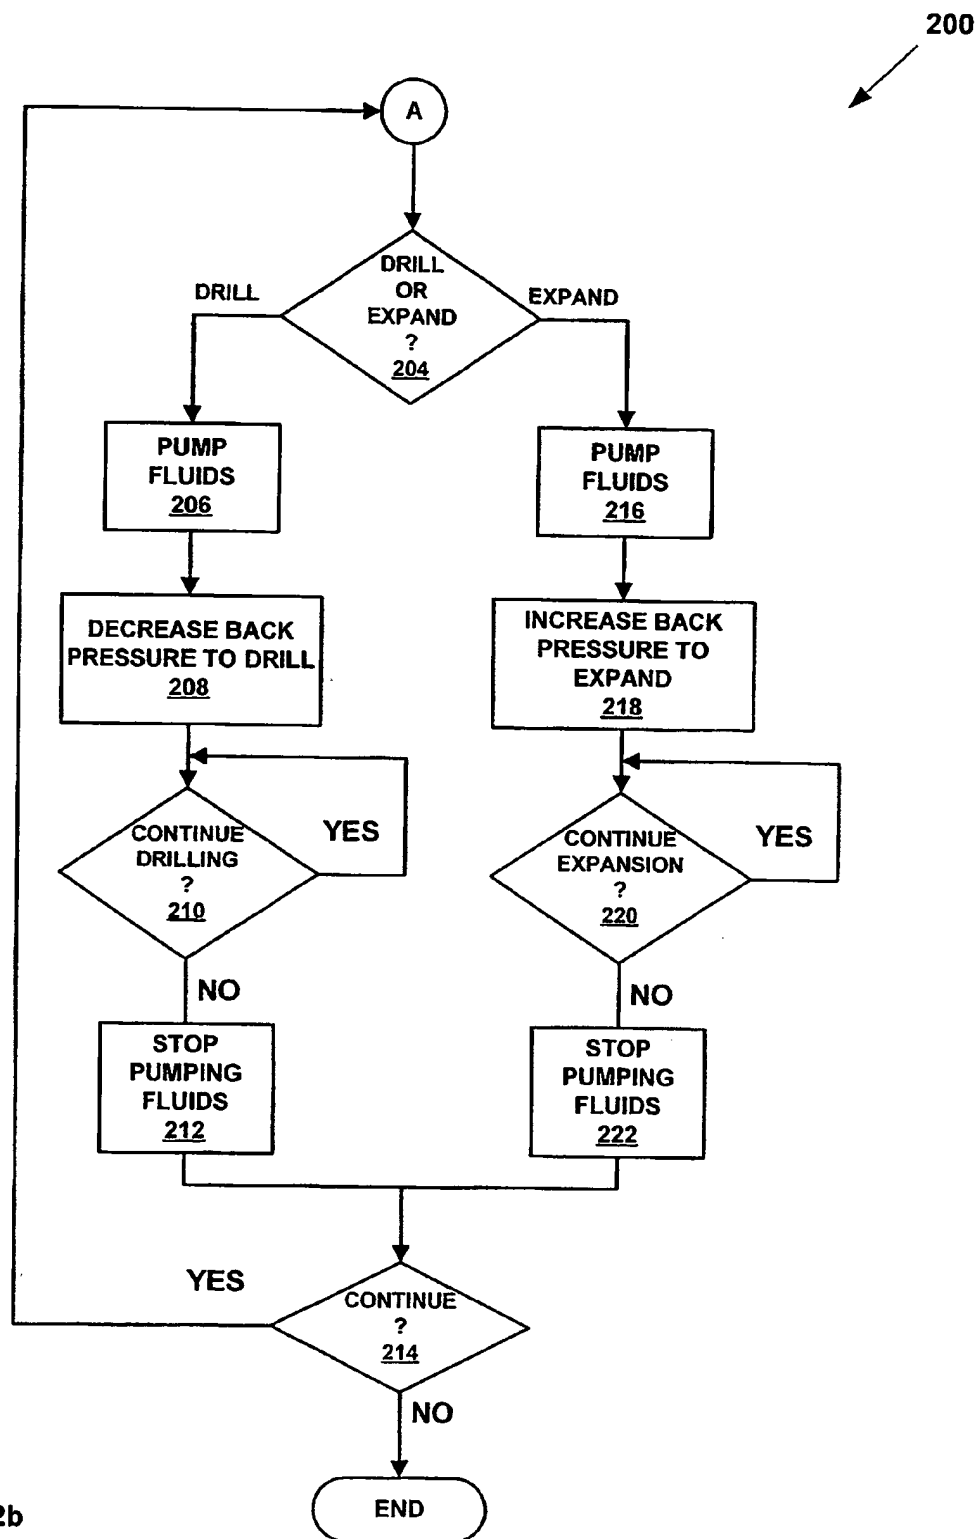 200
A
DRILL
OR
EXPAND
?
204
DRILL
EXPAND
PUMP
FLUIDS
206
PUMP
FLUIDS
216
DECREASE BACK
PRESSURE TO DRILL
208
INCREASE BACK
PRESSURE TO
EXPAND
218
CONTINUE
DRILLING
?
210
YES
CONTINUE
EXPANSION
?
220
YES
NO
NO
STOP
PUMPING
FLUIDS
212
STOP
PUMPING
FLUIDS
222
YES
CONTINUE
?
214
NO
END
2b